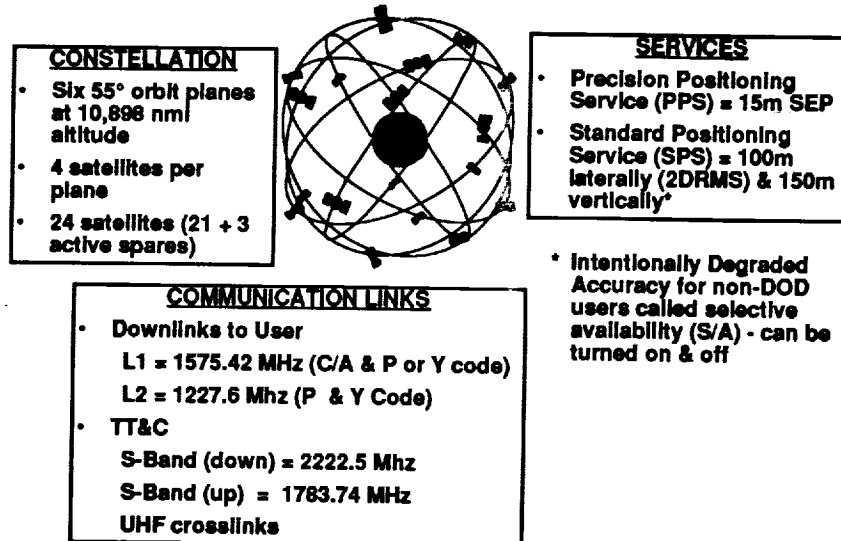 CONSTELLATION
• Six 55° orbit planes
at 10,898 nmi
altitude
• 4 satellites per
plane
• 24 satellites (21 + 3
active spares)
SERVICES
• Precision Positioning
Service (PPS) = 15m SEP
• Standard Positioning
Service (SPS) = 100m
laterally (2DRMS) & 150m
vertically*
* Intentionally Degraded
Accuracy for non-DOD
users called selective
availability (S/A) - can be
turned on & off
COMMUNICATION LINKS
• Downlinks to User
L1 = 1575.42 MHz (C/A & P or Y code)
L2 = 1227.6 Mhz (P & Y Code)
• TT&C
S-Band (down) = 2222.5 Mhz
S-Band (up) = 1783.74 MHz
UHF crosslinks